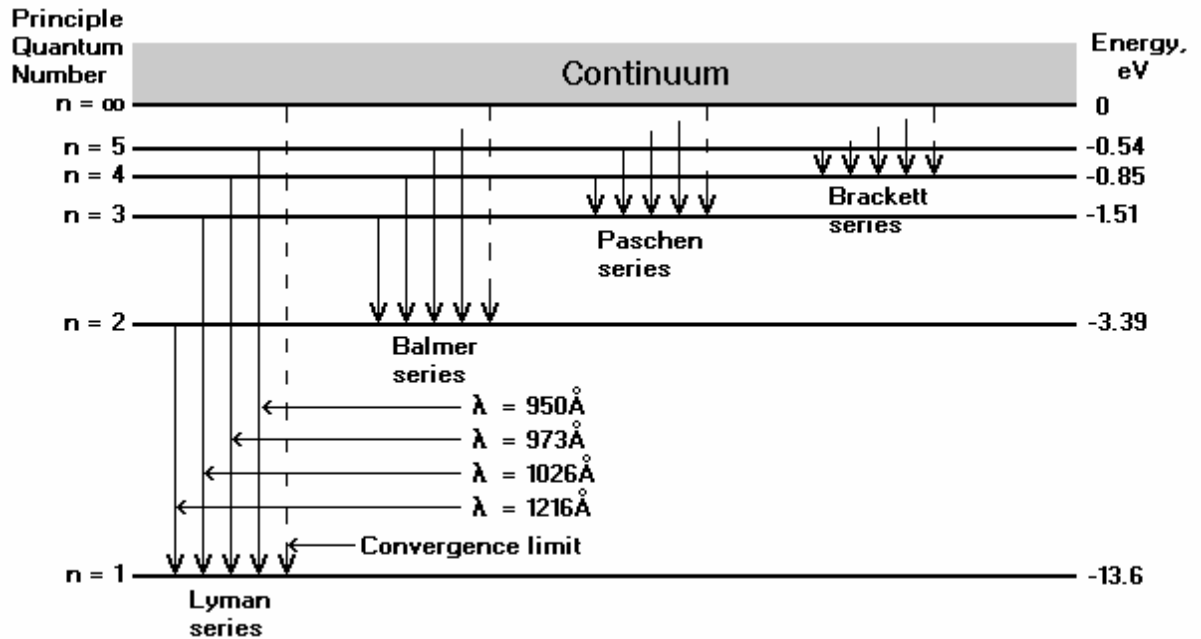 Principle
Quantum
Number
Energy,
eV
Continuum
n = ∞
0
n = 5
-0.54
n = 4
-0.85
Brackett
series
n = 3
-1.51
Paschen
series
n = 2
-3.39
Balmer
series
λ = 950Å
λ = 973Å
λ = 1026Å
λ = 1216Å
Convergence limit
n = 1
-13.6
Lyman
series